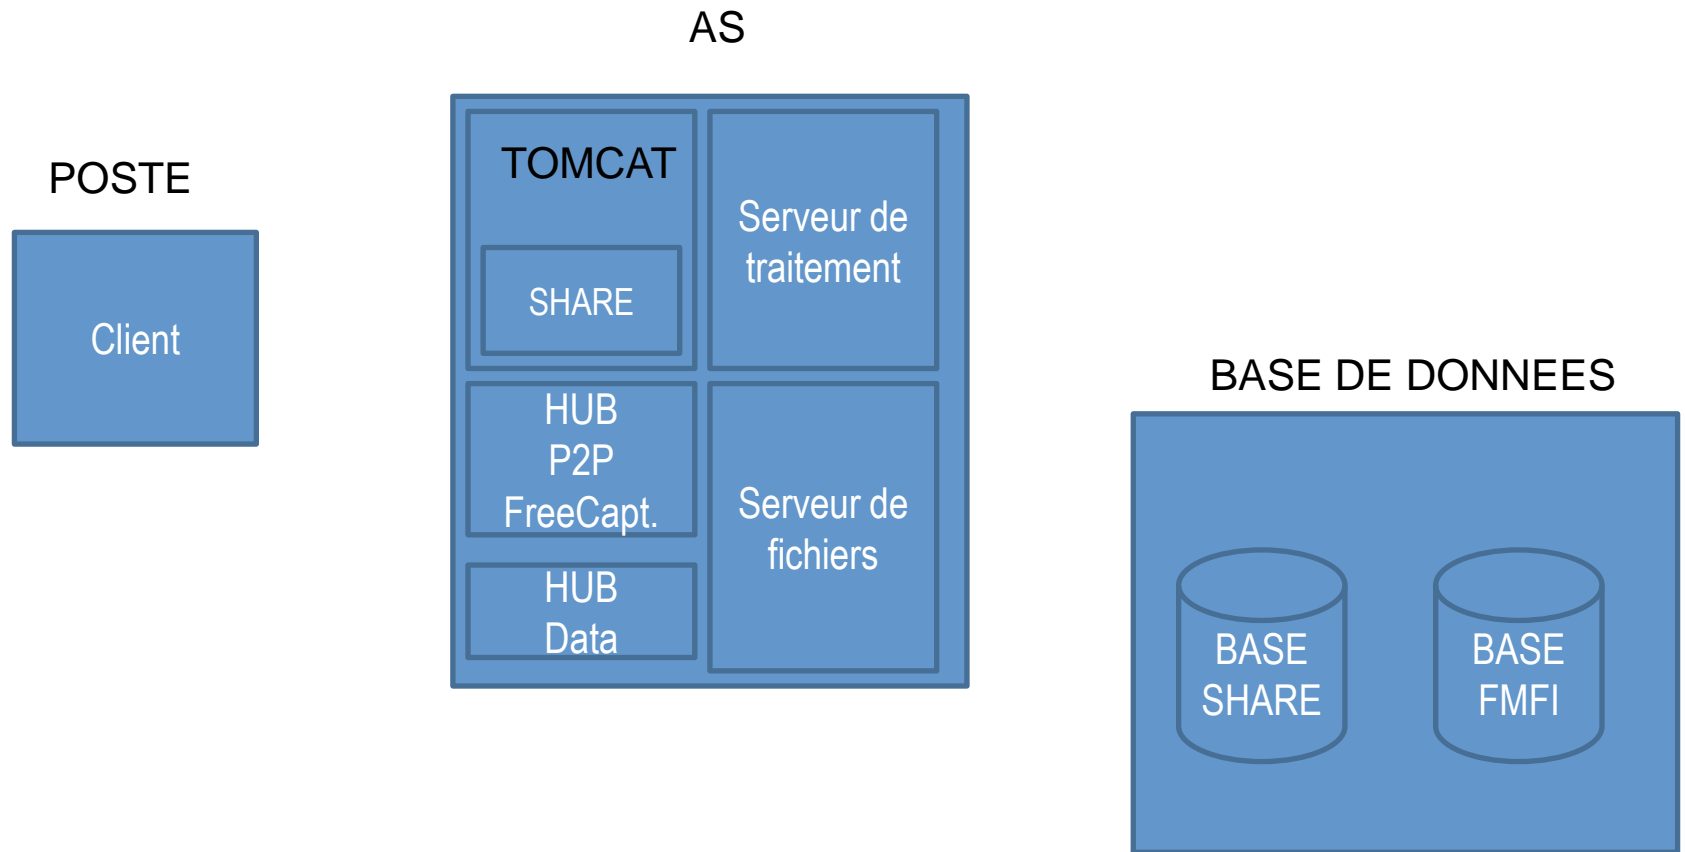 AS
POSTE
Client
TOMCAT
SHARE
HUB
P2P
FreeCapt.
HUB
Data
Serveur de
traitement
Serveur de
fichiers
BASE DE DONNEES
BASE
SHARE
BASE
FMFI